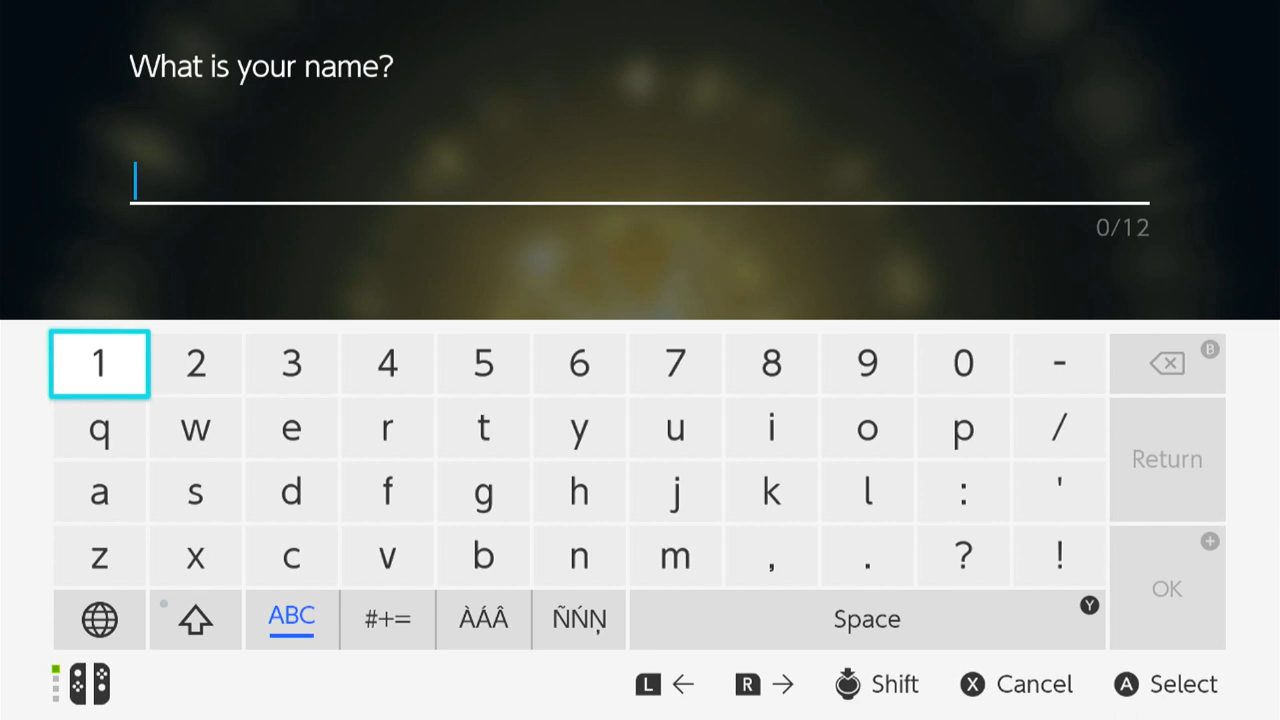 What is your name?
0/12
1 2 3 4 5 6 7 8 9 0 - B
q w e r t y u i o p / Return
a s d f g h j k l : '
z x c v b n m , . ? ! +
ABC #+= ÀÁÂ ÑŃŅ Space Y OK
L ← R → Shift X Cancel A Select